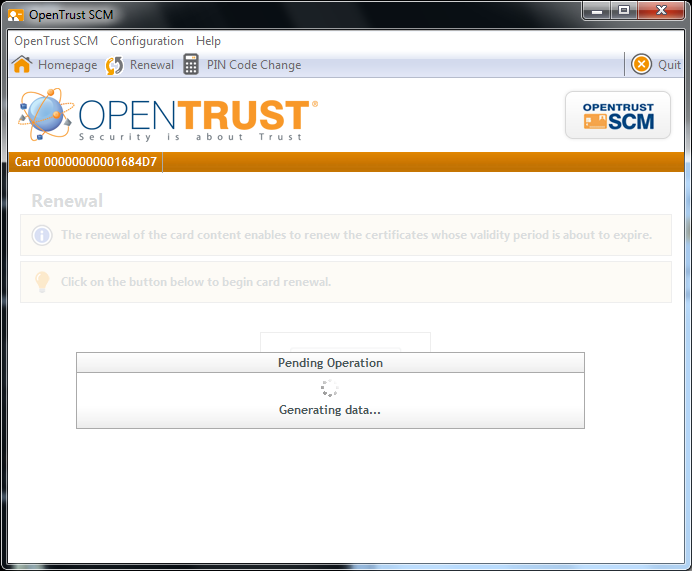 OpenTrust SCM
OpenTrust SCM Configuration Help
Homepage Renewal PIN Code Change Quit
OPENTRUST®
Security is about Trust
OPENTRUST
SCM
Card 00000000001684D7
Renewal
The renewal of the card content enables to renew the certificates whose validity period is about to expire.
Click on the button below to begin card renewal.
Pending Operation
Generating data...